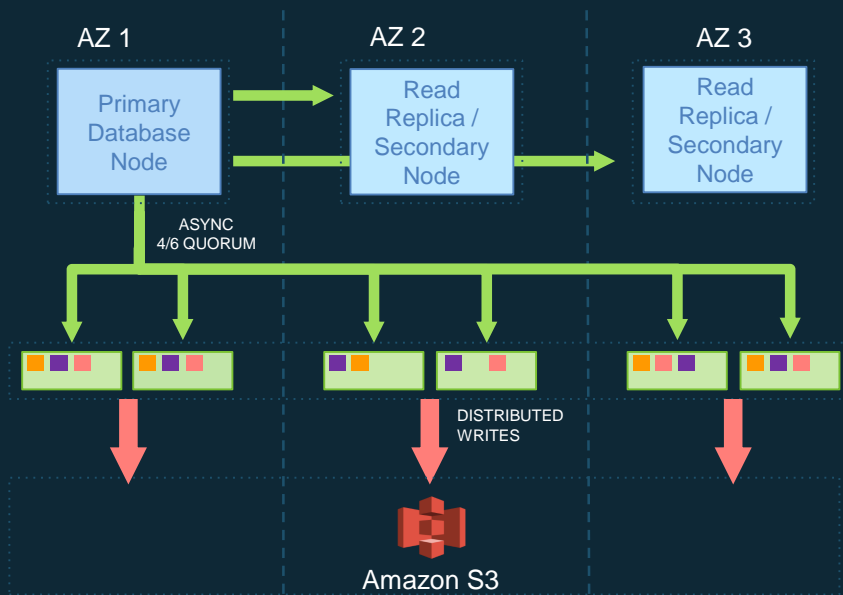 AZ 1
AZ 2
AZ 3
Primary
Database
Node
Read
Replica /
Secondary
Node
Read
Replica /
Secondary
Node
ASYNC
4/6 QUORUM
DISTRIBUTED
WRITES
Amazon S3